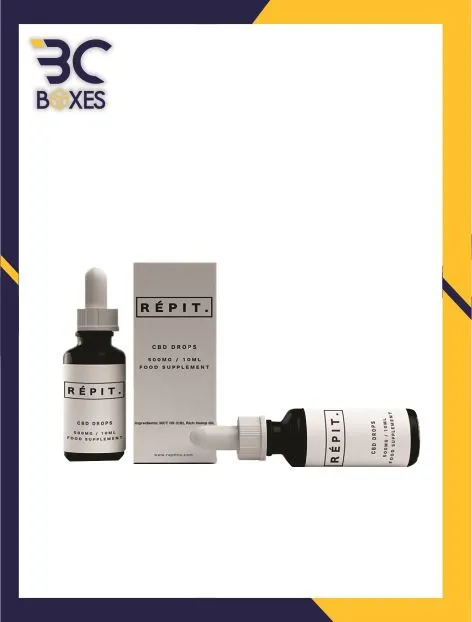 BC
BOXES
RÉPIT.
CBD DROPS
500MG / 10ML
FOOD SUPPLEMENT
RÉPIT.
CBD DROPS
500MG / 10ML
FOOD SUPPLEMENT
RÉPIT.
CBD DROPS
500MG / 10ML
FOOD SUPPLEMENT